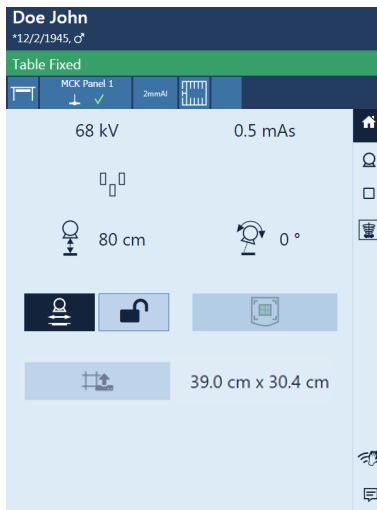 Doe John
*12/2/1945, ♂
Table Fixed
MCK Panel 1
2mmAl
68 kV
0.5 mAs
80 cm
0 °
39.0 cm x 30.4 cm